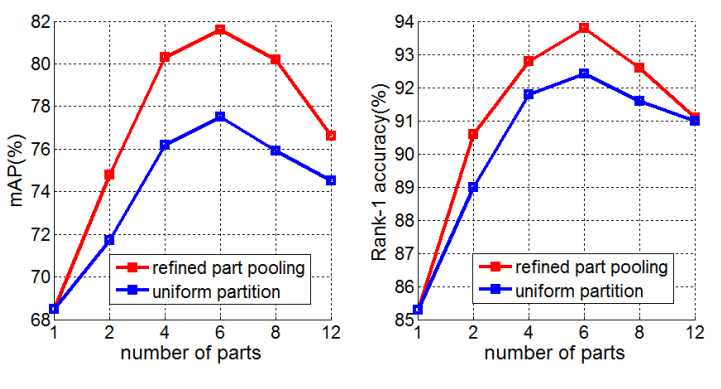 82
80
78
76
74
72
70
68
mAP(%)
1 2 4 6 8 12
number of parts
refined part pooling
uniform partition
94
93
92
91
90
89
88
87
86
85
Rank-1 accuracy(%)
1 2 4 6 8 12
number of parts
refined part pooling
uniform partition